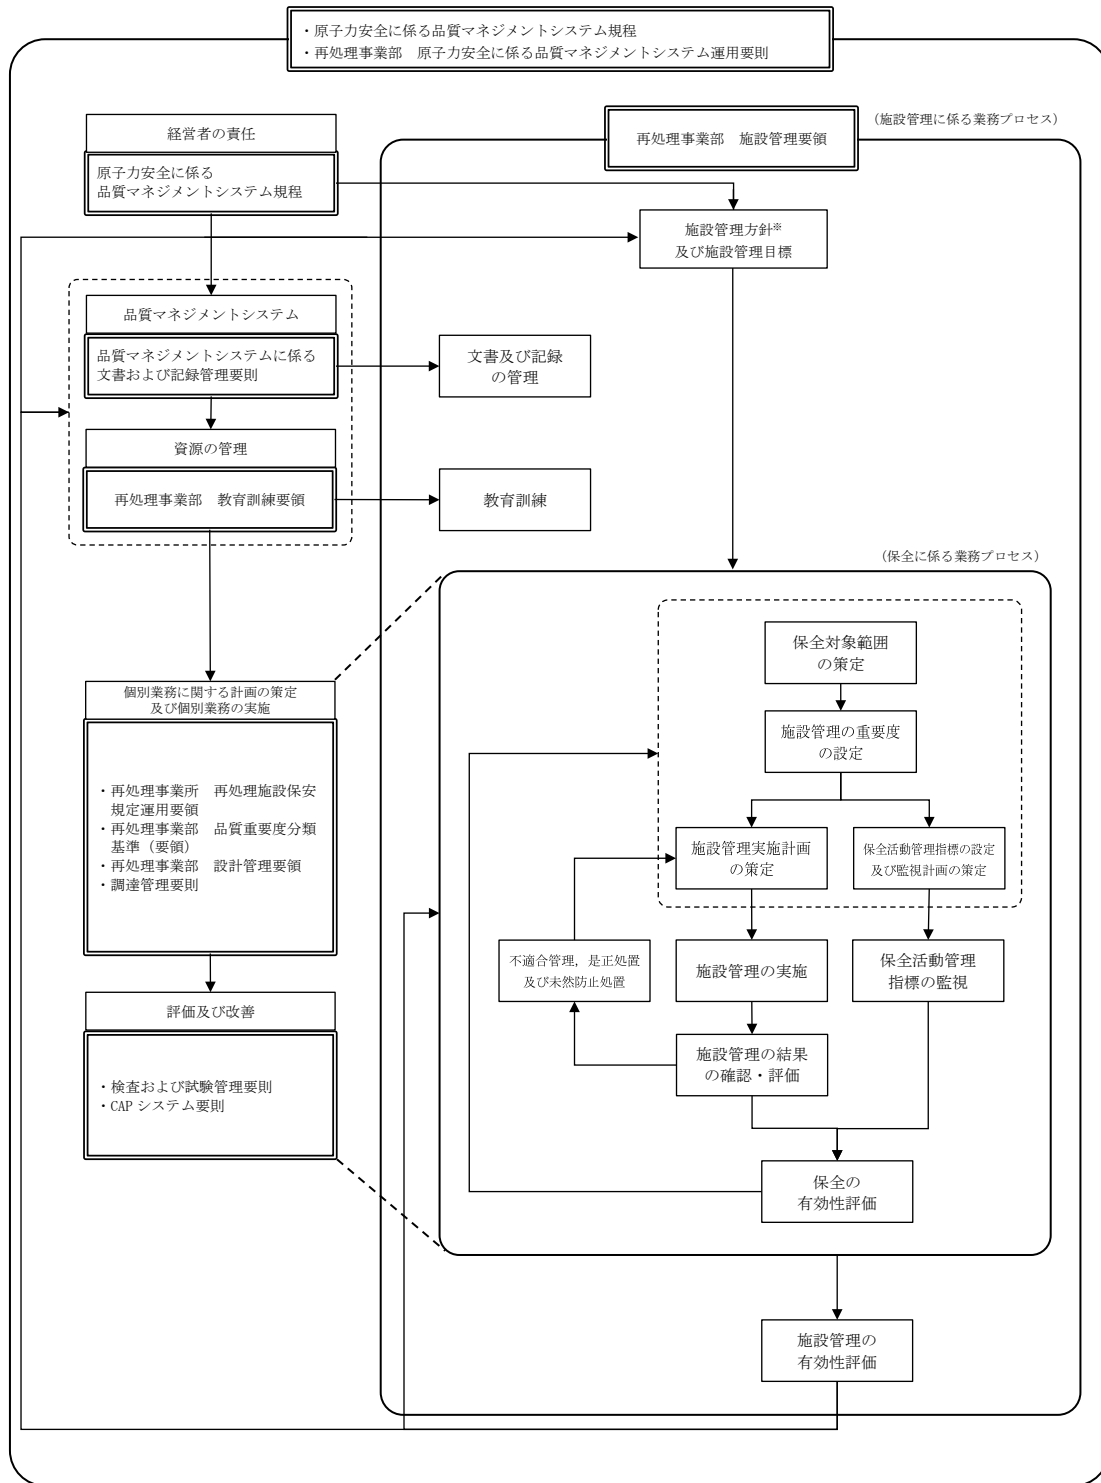 ・原子力安全に係る品質マネジメントシステム規程
・再処理事業部　原子力安全に係る品質マネジメントシステム運用要則
経営者の責任
原子力安全に係る
品質マネジメントシステム規程
再処理事業部　施設管理要領
（施設管理に係る業務プロセス）
施設管理方針※
及び施設管理目標
品質マネジメントシステム
品質マネジメントシステムに係る
文書および記録管理要則
文書及び記録
の管理
資源の管理
再処理事業部　教育訓練要領
教育訓練
（保全に係る業務プロセス）
保全対象範囲
の策定
施設管理の重要度
の設定
個別業務に関する計画の策定
及び個別業務の実施
・再処理事業所　再処理施設保安
規定運用要領
・再処理事業部　品質重要度分類
基準（要領）
・再処理事業部　設計管理要領
・調達管理要則
施設管理実施計画
の策定
保全活動管理指標の設定
及び監視計画の策定
不適合管理，是正処置
及び未然防止処置
施設管理の実施
保全活動管理
指標の監視
評価及び改善
・検査および試験管理要則
・CAP システム要則
施設管理の結果
の確認・評価
保全の
有効性評価
施設管理の
有効性評価